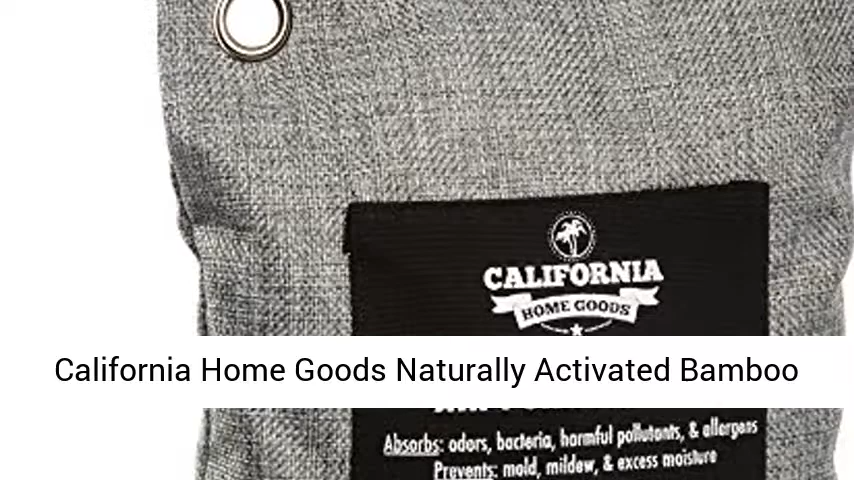 CALIFORNIA
HOME GOODS
California Home Goods Naturally Activated Bamboo
Absorbs: odors, bacteria, harmful pollutants, & allergens
Prevents: mold, mildew, & excess moisture